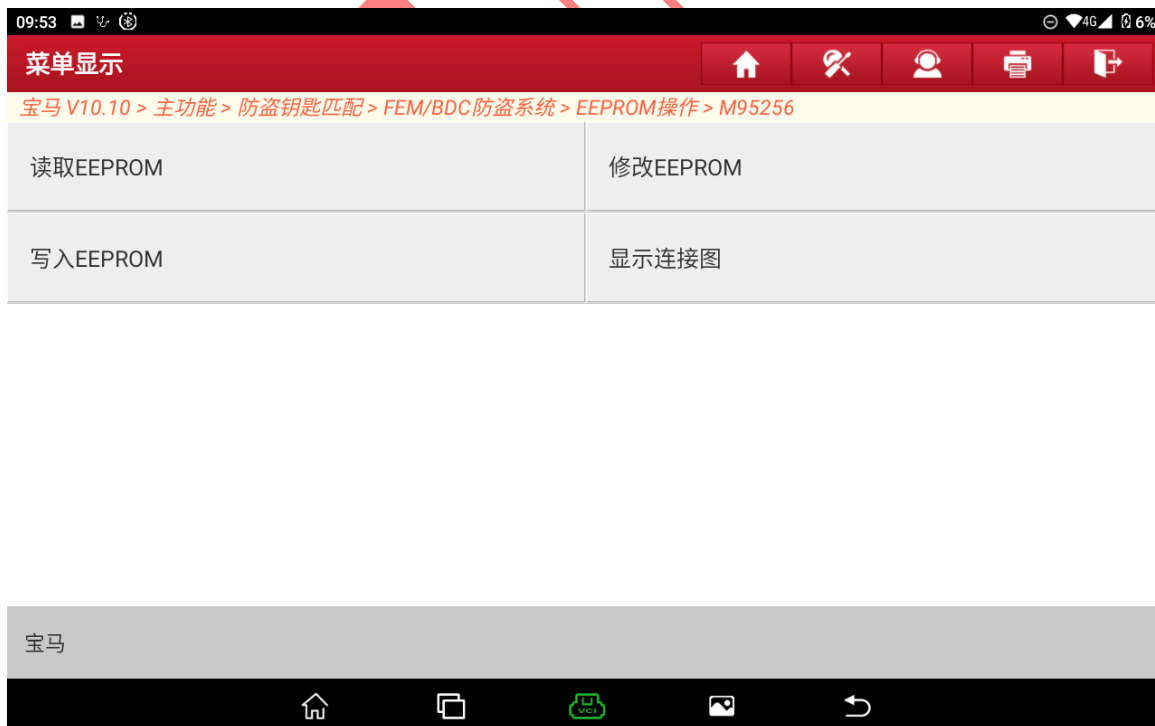 09:53 4G 6%
菜单显示
宝马 V10.10 > 主功能 > 防盗钥匙匹配 > FEM/BDC防盗系统 > EEPROM操作 > M95256
读取EEPROM 修改EEPROM
写入EEPROM 显示连接图
宝马
VCI